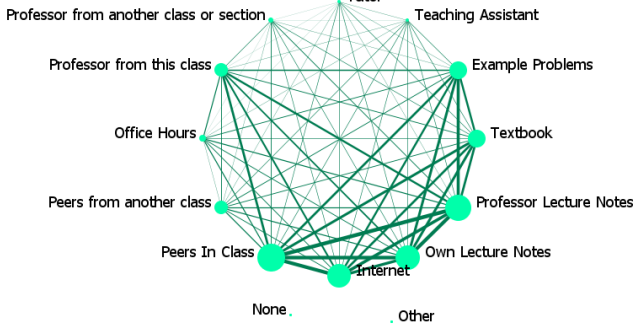 Tutor
Professor from another class or section
Teaching Assistant
Professor from this class
Example Problems
Office Hours
Textbook
Peers from another class
Professor Lecture Notes
Peers In Class
Own Lecture Notes
Internet
None
Other